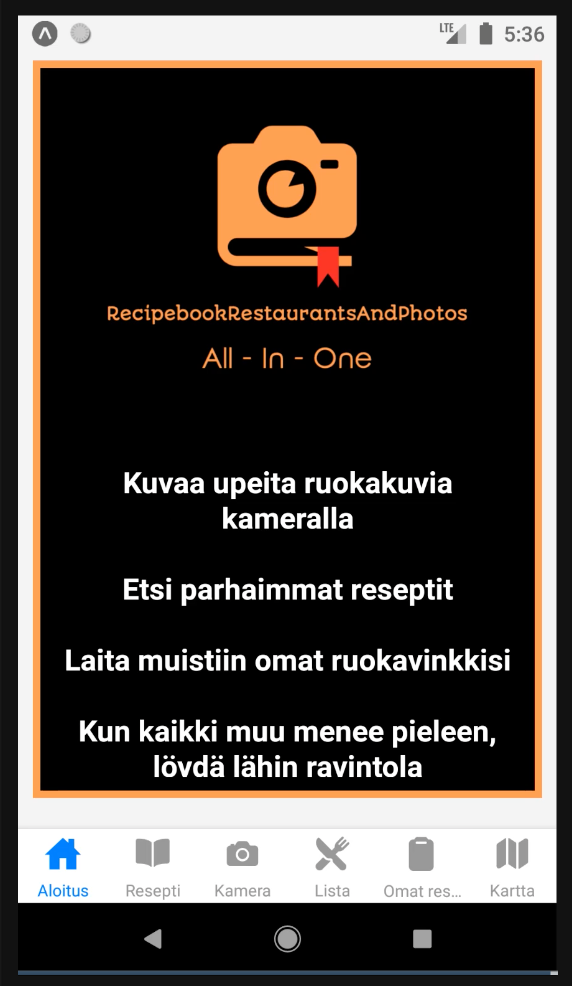 LTE 5:36
RecipebookRestaurantsAndPhotos
All - In - One
Kuvaa upeita ruokakuvia
kameralla
Etsi parhaimmat reseptit
Laita muistiin omat ruokavinkkisi
Kun kaikki muu menee pieleen,
lövdä lähin ravintola
Aloitus Resepti Kamera Lista Omat res... Kartta